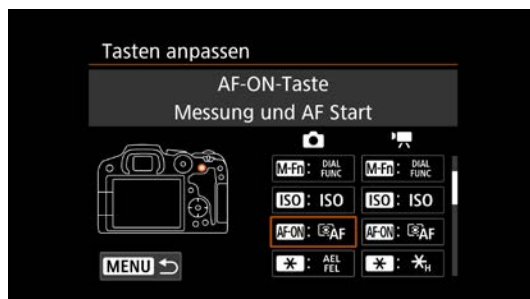 Tasten anpassen
AF-ON-Taste
Messung und AF Start
M-Fn : DIAL FUNC M-Fn : DIAL FUNC
ISO : ISO ISO : ISO
AF-ON : AF AF-ON : AF
* : AEL FEL * : *H
MENU